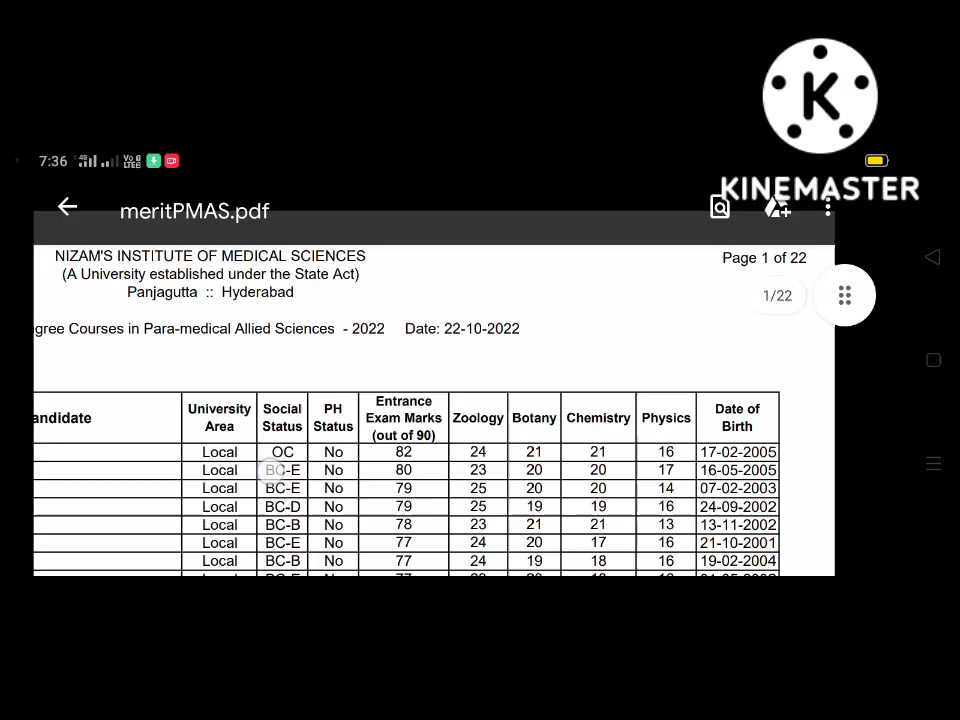 K
KINEMASTER
7:36 4G Vo LTE
meritPMAS.pdf
NIZAM'S INSTITUTE OF MEDICAL SCIENCES Page 1 of 22
(A University established under the State Act)
Panjagutta :: Hyderabad
1/22
egree Courses in Para-medical Allied Sciences - 2022 Date: 22-10-2022
andidate University Area Social Status PH Status Entrance Exam Marks (out of 90) Zoology Botany Chemistry Physics Date of Birth
Local OC No 82 24 21 21 16 17-02-2005
Local BC-E No 80 23 20 20 17 16-05-2005
Local BC-E No 79 25 20 20 14 07-02-2003
Local BC-D No 79 25 19 19 16 24-09-2002
Local BC-B No 78 23 21 21 13 13-11-2002
Local BC-E No 77 24 20 17 16 21-10-2001
Local BC-B No 77 24 19 18 16 19-02-2004